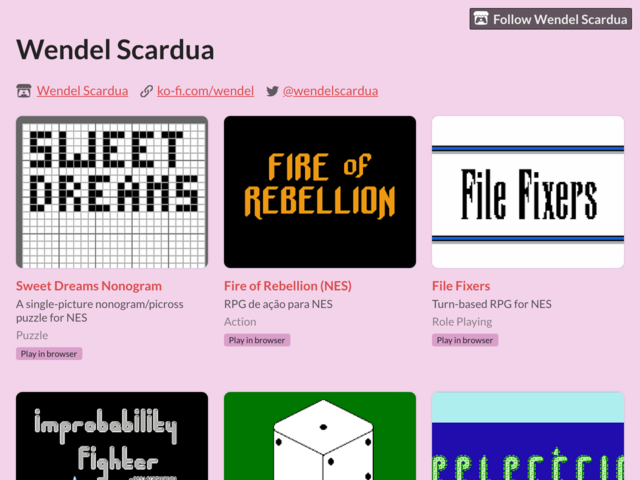 Follow Wendel Scardua
Wendel Scardua
Wendel Scardua
ko-fi.com/wendel
@wendelscardua
SWEET
DREAMS
FIRE of
REBELLION
File Fixers
Sweet Dreams Nonogram
A single-picture nonogram/picross
puzzle for NES
Puzzle
Play in browser
Fire of Rebellion (NES)
RPG de ação para NES
Action
Play in browser
File Fixers
Turn-based RPG for NES
Role Playing
Play in browser
improbability
fighter